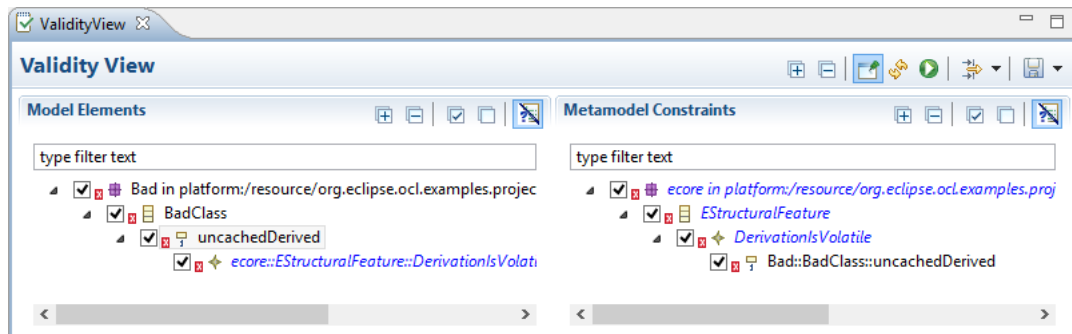 ValidityView
Validity View
Model Elements
type filter text
Bad in platform:/resource/org.eclipse.ocl.examples.projec
BadClass
uncachedDerived
ecore::EStructuralFeature::DerivationIsVolati
Metamodel Constraints
type filter text
ecore in platform:/resource/org.eclipse.ocl.examples.proj
EStructuralFeature
DerivationIsVolatile
Bad::BadClass::uncachedDerived